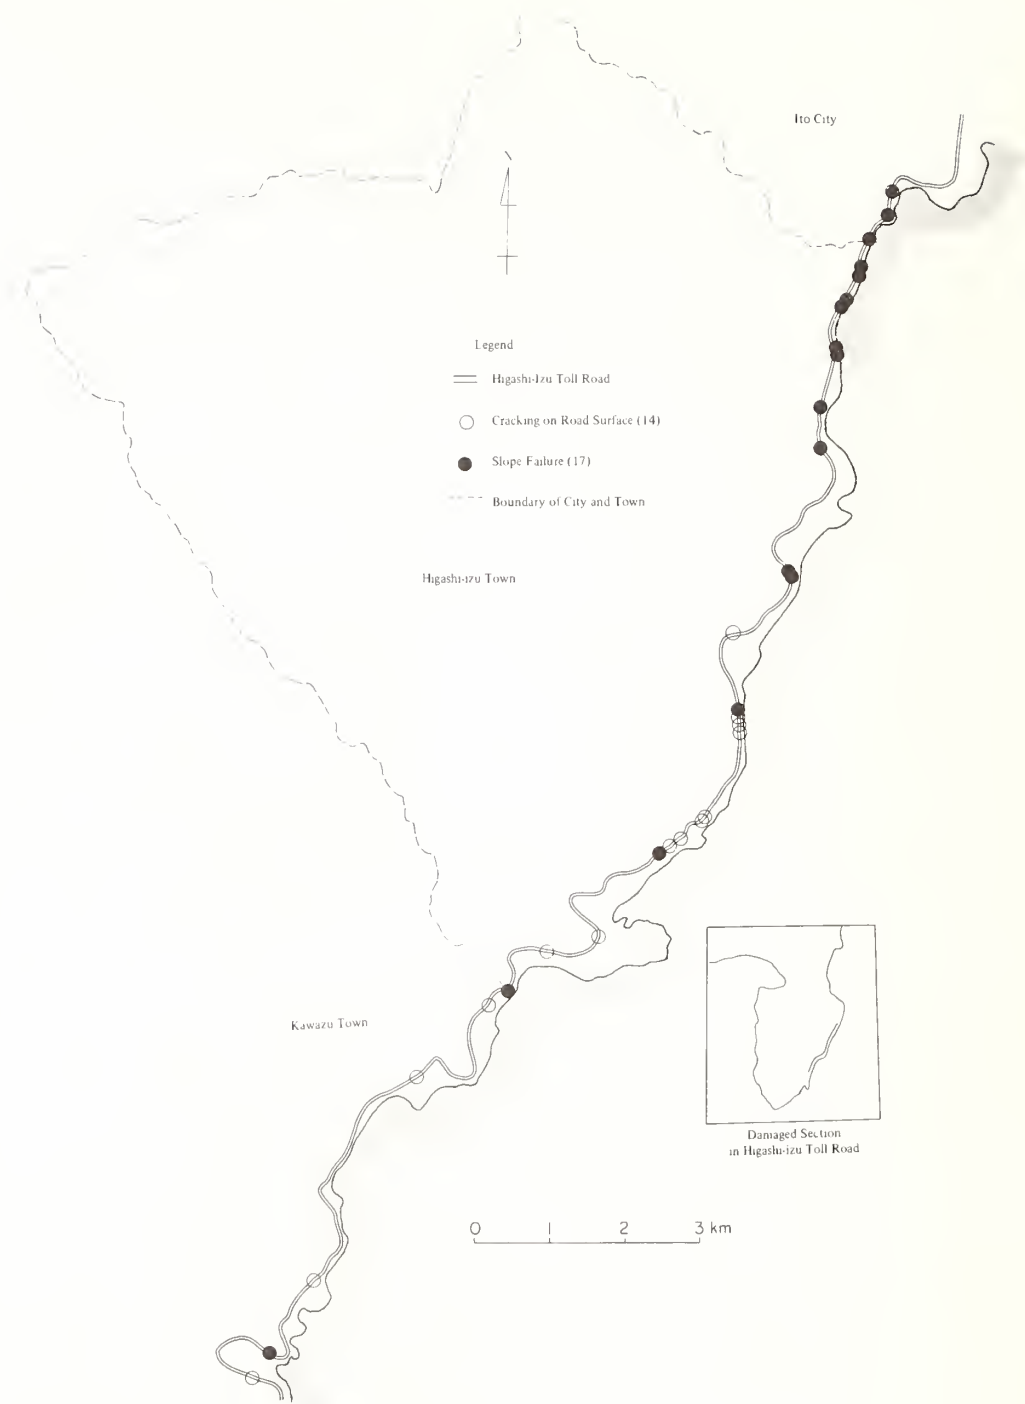 Ito City
Legend
Higashi-Izu Toll Road
Cracking on Road Surface (14)
Slope Failure (17)
Boundary of City and Town
Higashi-izu Town
Kawazu Town
Damaged Section
in Higashi-izu Toll Road
0 1 2 3 km